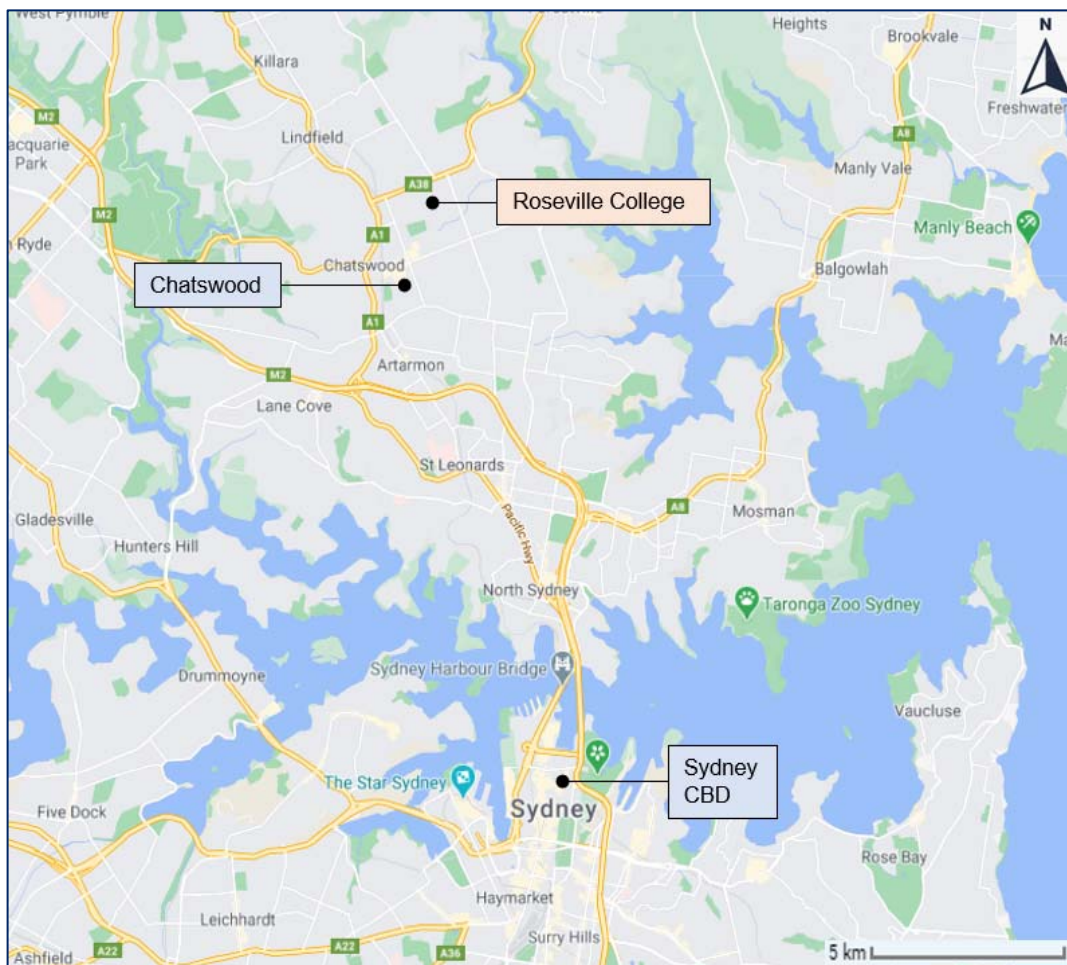 West Pymble
Killara
Heights
Brookvale
N
M2
Lindfield
Freshwater
A8
Manly Vale
acquarie
Park
A38
Roseville College
M2
Manly Beach
n Ryde
A1
Chatswood
Balgowlah
Chatswood
A1
Ma
Artarmon
M2
Lane Cove
St Leonards
Pacific Hwy
A8
Mosman
Gladesville
Hunters Hill
North Sydney
Taronga Zoo Sydney
Sydney Harbour Bridge
Drummoyne
Vaucluse
Sydney
CBD
The Star Sydney
Sydney
Five Dock
Rose Bay
Haymarket
Leichhardt
Surry Hills
A22
A22
A36
Ashfield
5 km